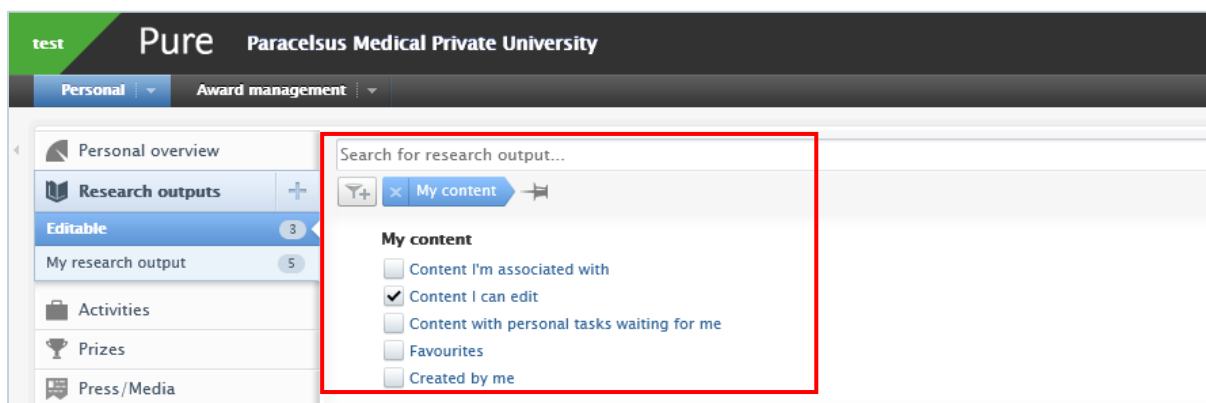 test
Pure Paracelsus Medical Private University
Personal Award management
Personal overview
Research outputs
Editable 3
My research output 5
Activities
Prizes
Press/Media
Search for research output...
My content
My content
Content I'm associated with
Content I can edit
Content with personal tasks waiting for me
Favourites
Created by me